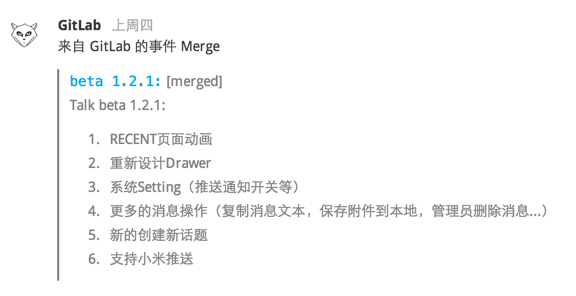 GitLab 上周四
来自 GitLab 的事件 Merge
beta 1.2.1: [merged]
Talk beta 1.2.1:
1. RECENT页面动画
2. 重新设计Drawer
3. 系统Setting（推送通知开关等）
4. 更多的消息操作（复制消息文本，保存附件到本地，管理员删除消息...）
5. 新的创建新话题
6. 支持小米推送